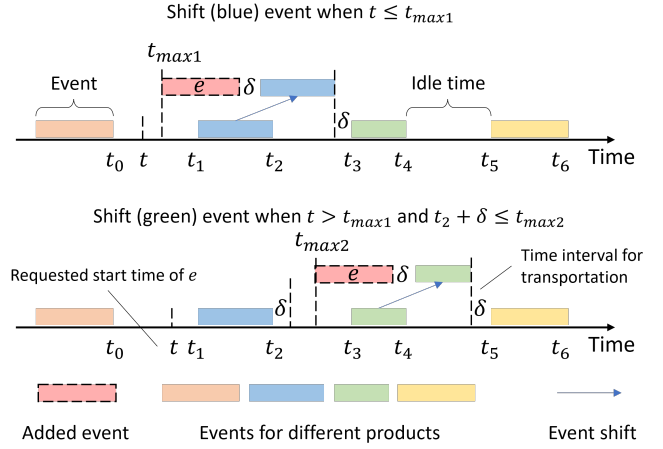 Shift (blue) event when t ≤ t_max1
t_max1
Event
e δ
Idle time
δ
t_0 t t_1 t_2 t_3 t_4 t_5 t_6 Time
Shift (green) event when t > t_max1 and t_2 + δ ≤ t_max2
t_max2
Requested start time of e
e δ
Time interval for
transportation
δ δ
t_0 t t_1 t_2 t_3 t_4 t_5 t_6 Time
Added event
Events for different products
Event shift